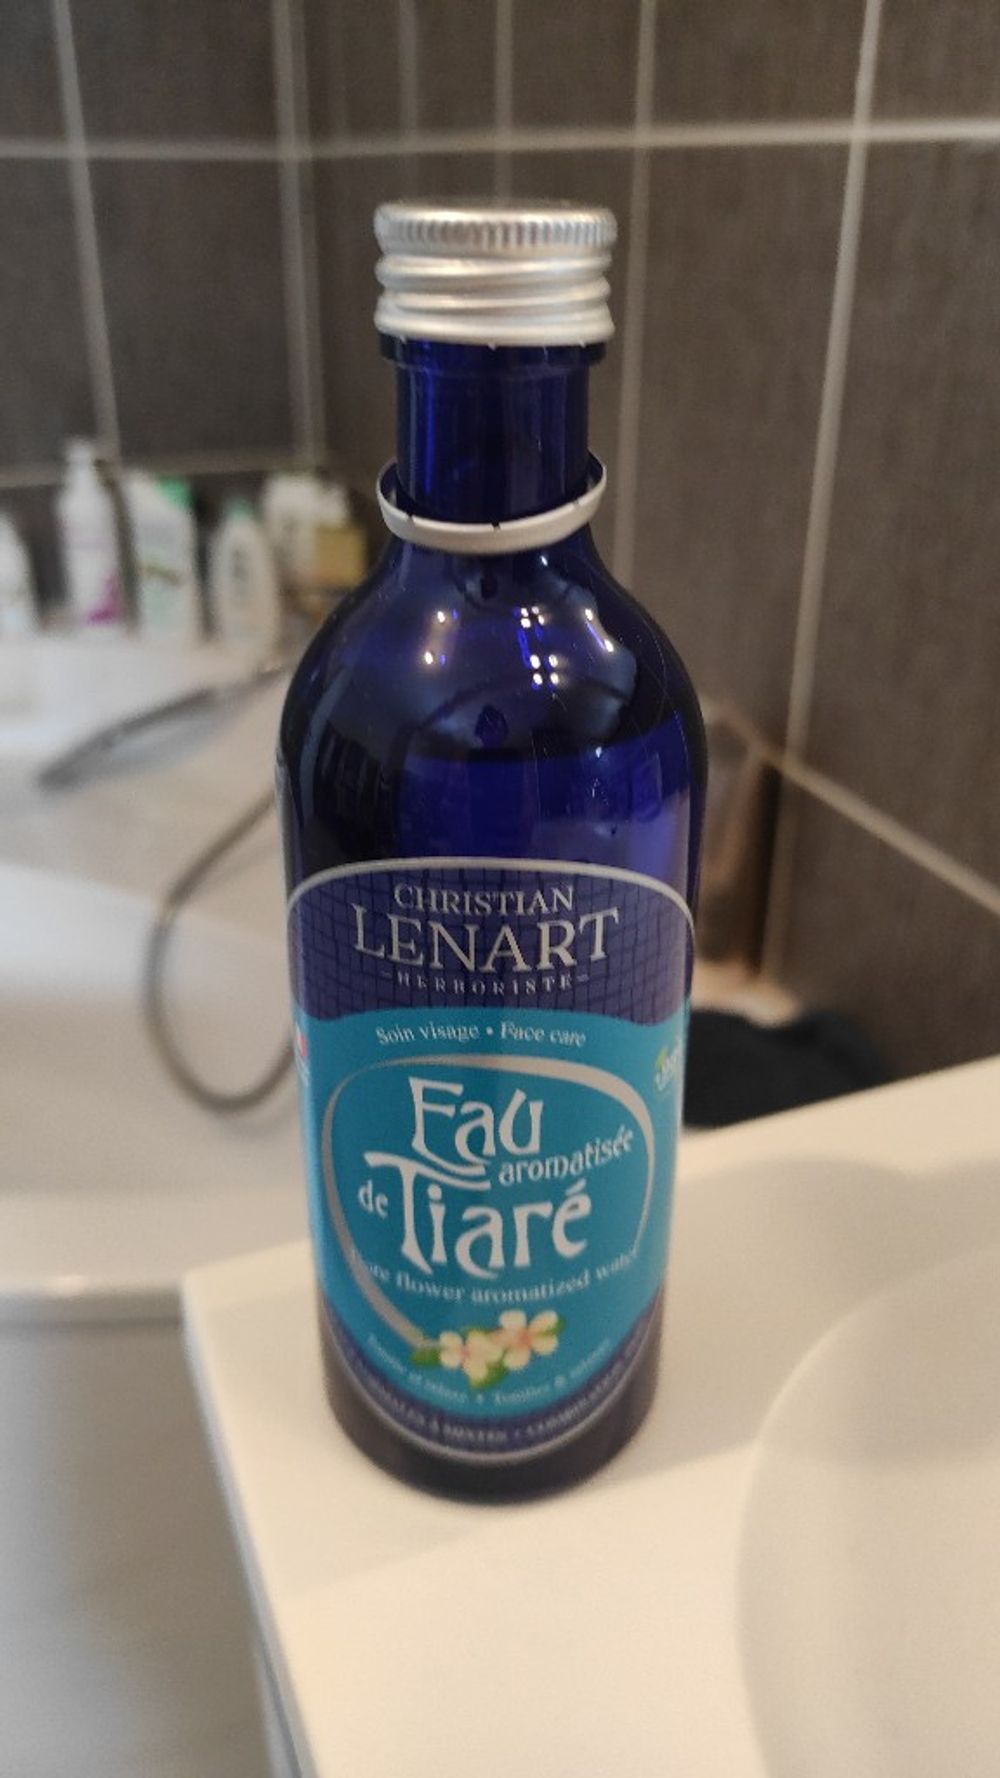 CHRISTIAN
LENART
HERBORISTE
Soin visage • Face care
Eau
aromatisée
de Tiaré
flower aromatized water